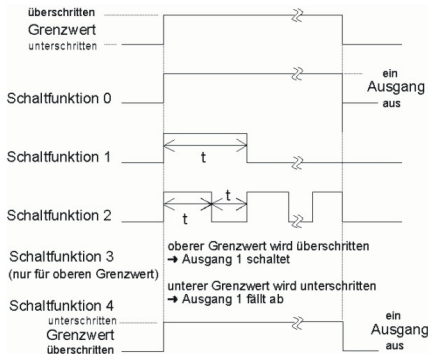 überschritten
Grenzwert
unterschritten
ein
Ausgang
aus
Schaltfunktion 0
Schaltfunktion 1
t
Schaltfunktion 2
t
t
Schaltfunktion 3
(nur für oberen Grenzwert)
oberer Grenzwert wird überschritten
➔ Ausgang 1 schaltet
unterer Grenzwert wird unterschritten
➔ Ausgang 1 fällt ab
Schaltfunktion 4
unterschritten
Grenzwert
überschritten
ein
Ausgang
aus